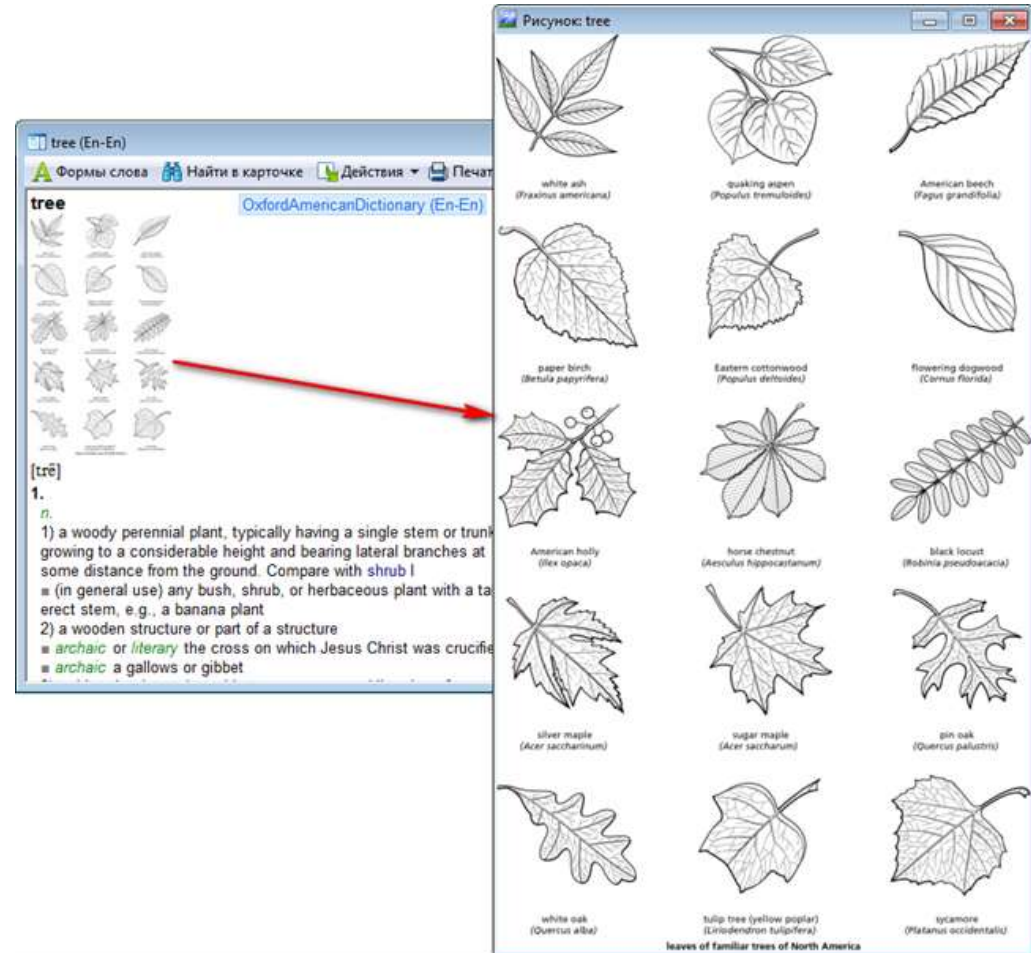 tree (En-En)
Формы слова Найти в карточке Действия Печат
tree
OxfordAmericanDictionary (En-En)
[trē]
1.
n.
1) a woody perennial plant, typically having a single stem or trunk
growing to a considerable height and bearing lateral branches at
some distance from the ground. Compare with shrub I
■ (in general use) any bush, shrub, or herbaceous plant with a ta
erect stem, e.g., a banana plant
2) a wooden structure or part of a structure
■ archaic or literary the cross on which Jesus Christ was crucifie
■ archaic a gallows or gibbet
Рисунок: tree
white ash
(Fraxinus americana)
quaking aspen
(Populus tremuloides)
American beech
(Fagus grandifolia)
paper birch
(Betula papyrifera)
Eastern cottonwood
(Populus deltoides)
flowering dogwood
(Cornus florida)
American holly
(Ilex opaca)
horse chestnut
(Aesculus hippocastanum)
black locust
(Robinia pseudoacacia)
silver maple
(Acer saccharinum)
sugar maple
(Acer saccharum)
pin oak
(Quercus palustris)
white oak
(Quercus alba)
tulip tree (yellow poplar)
(Liriodendron tulipifera)
sycamore
(Platanus occidentalis)
leaves of familiar trees of North America